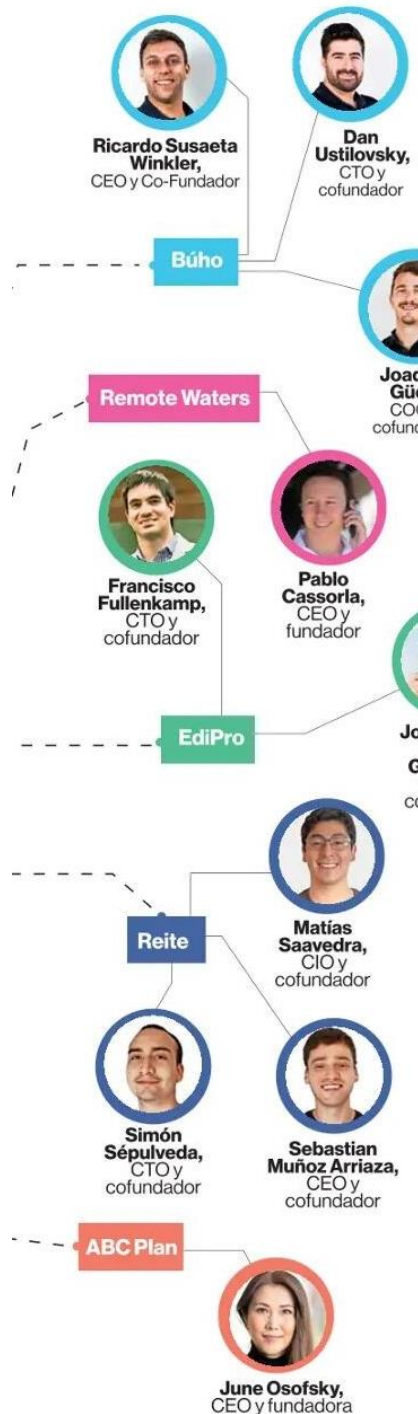 Ricardo Susaeta
Winkler,
CEO y Co-Fundador
Dan
Ustilovsky,
CTO y
cofundador
Búho
Remote Waters
Francisco
Fullenkamp,
CTO y
cofundador
Pablo
Cassorla,
CEO y
fundador
EdiPro
Matías
Saavedra,
CIO y
cofundador
Reite
Simón
Sépulveda,
CTO y
cofundador
Sebastian
Muñoz Arriaza,
CEO y
cofundador
ABC Plan
June Osofsky,
CEO y fundadora